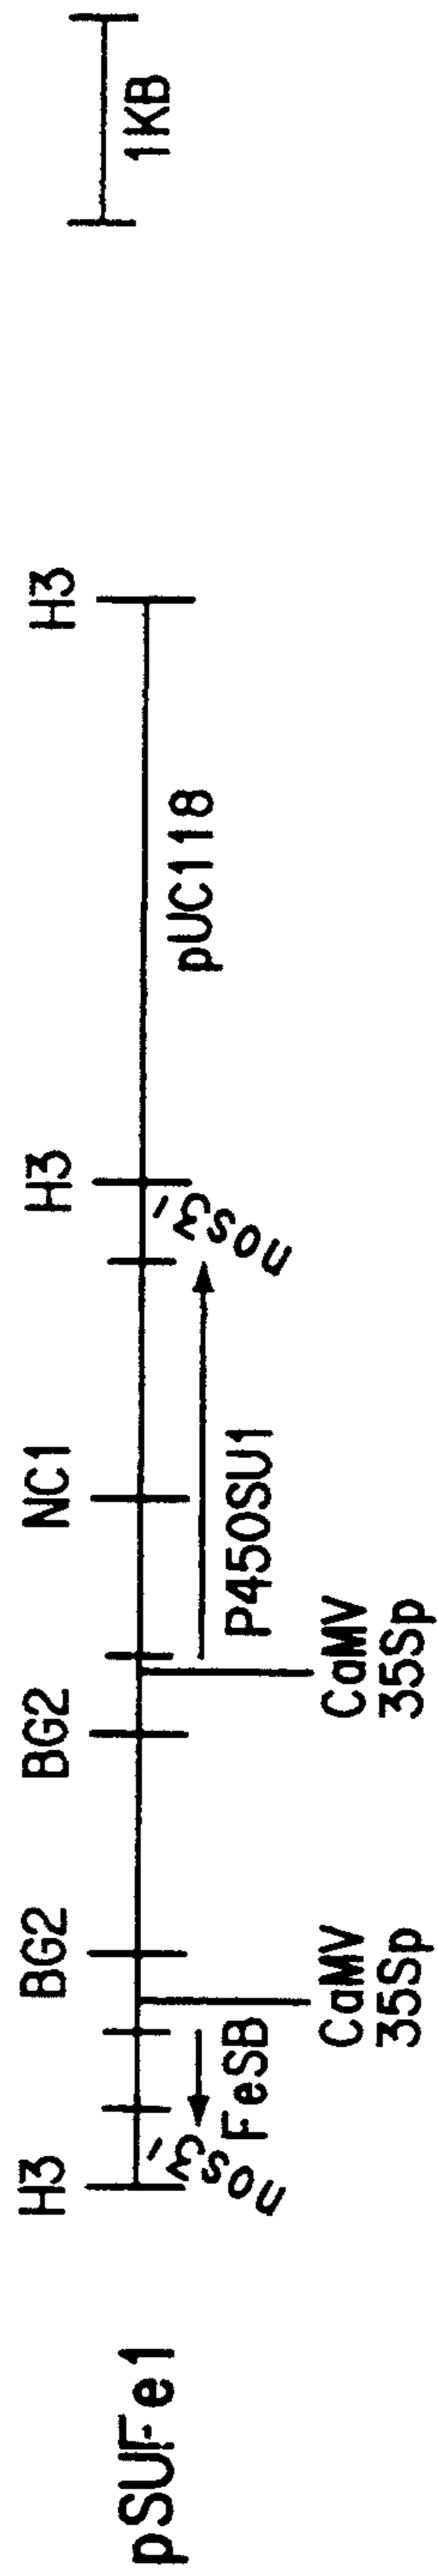 pSUFe1
H3
BG2
BG2
NC1
H3
H3
nos3'
FeSB
P450SU1
nos3'
pUC118
CaMV
35Sp
CaMV
35Sp
1KB